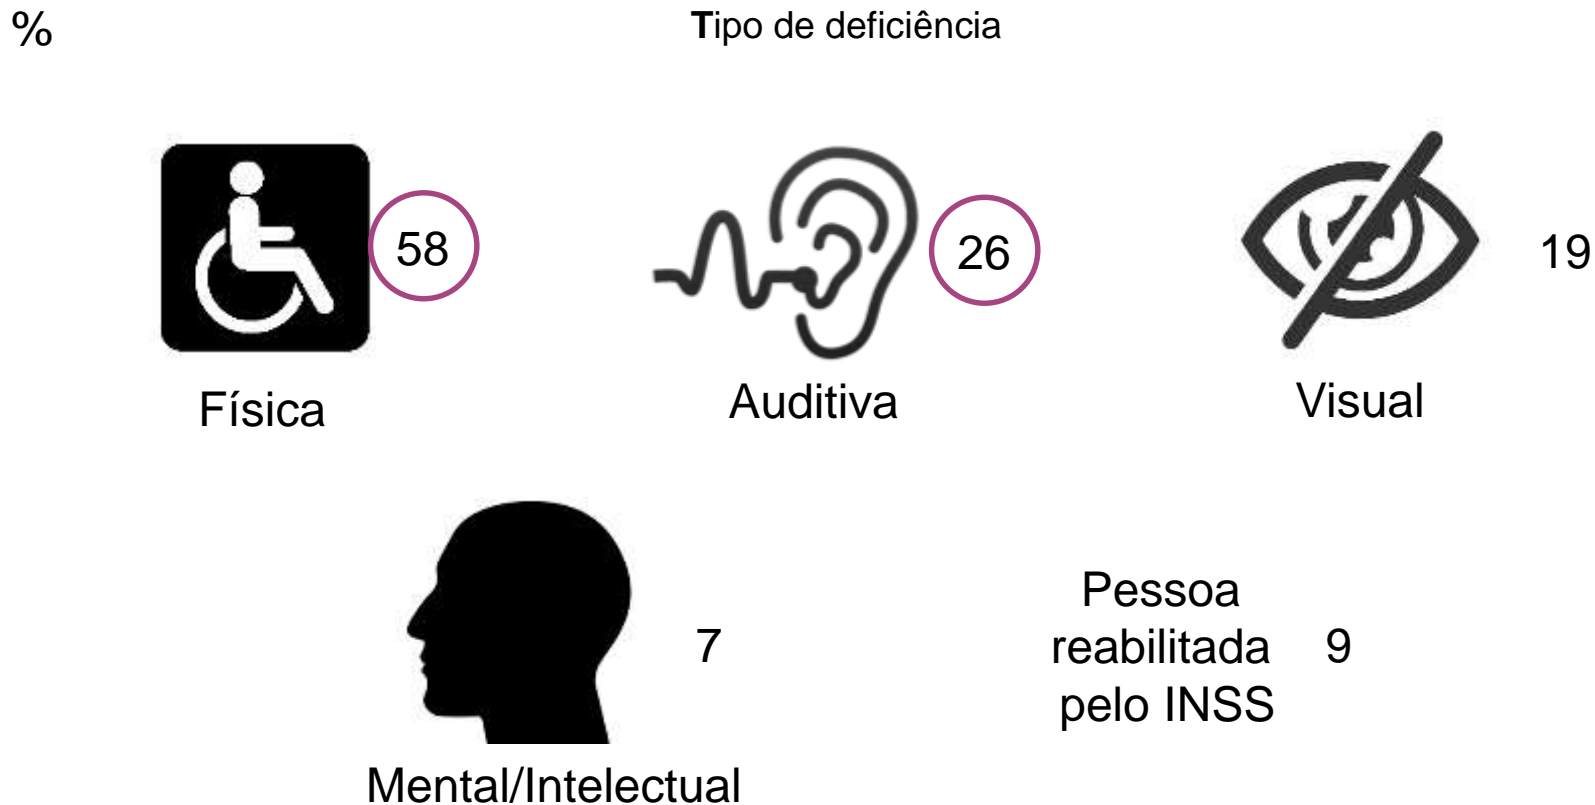 %
Tipo de deficiência
58
26
19
Física
Auditiva
Visual
7
Pessoa
reabilitada
pelo INSS
9
Mental/Intelectual